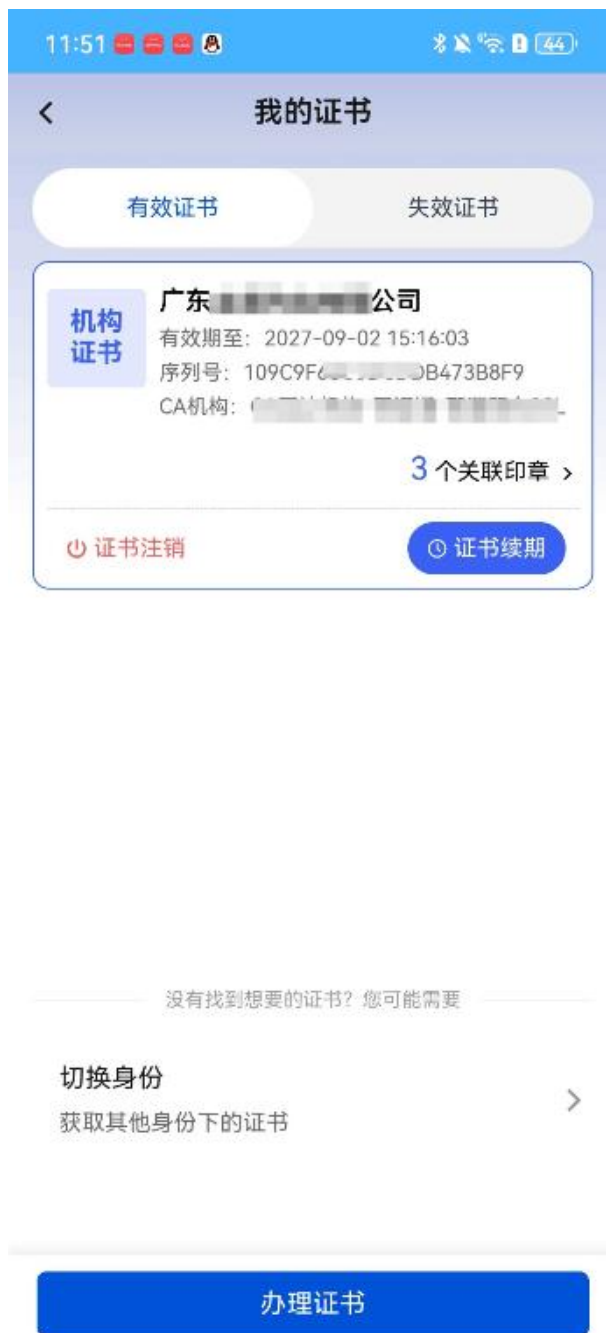 11:51
44
我的证书
有效证书
失效证书
机构
证书
广东
公司
有效期至：2027-09-02 15:16:03
序列号：109C9F
B473B8F9
CA机构：
3 个关联印章
证书注销
证书续期
没有找到想要的证书？您可能需要
切换身份
获取其他身份下的证书
办理证书